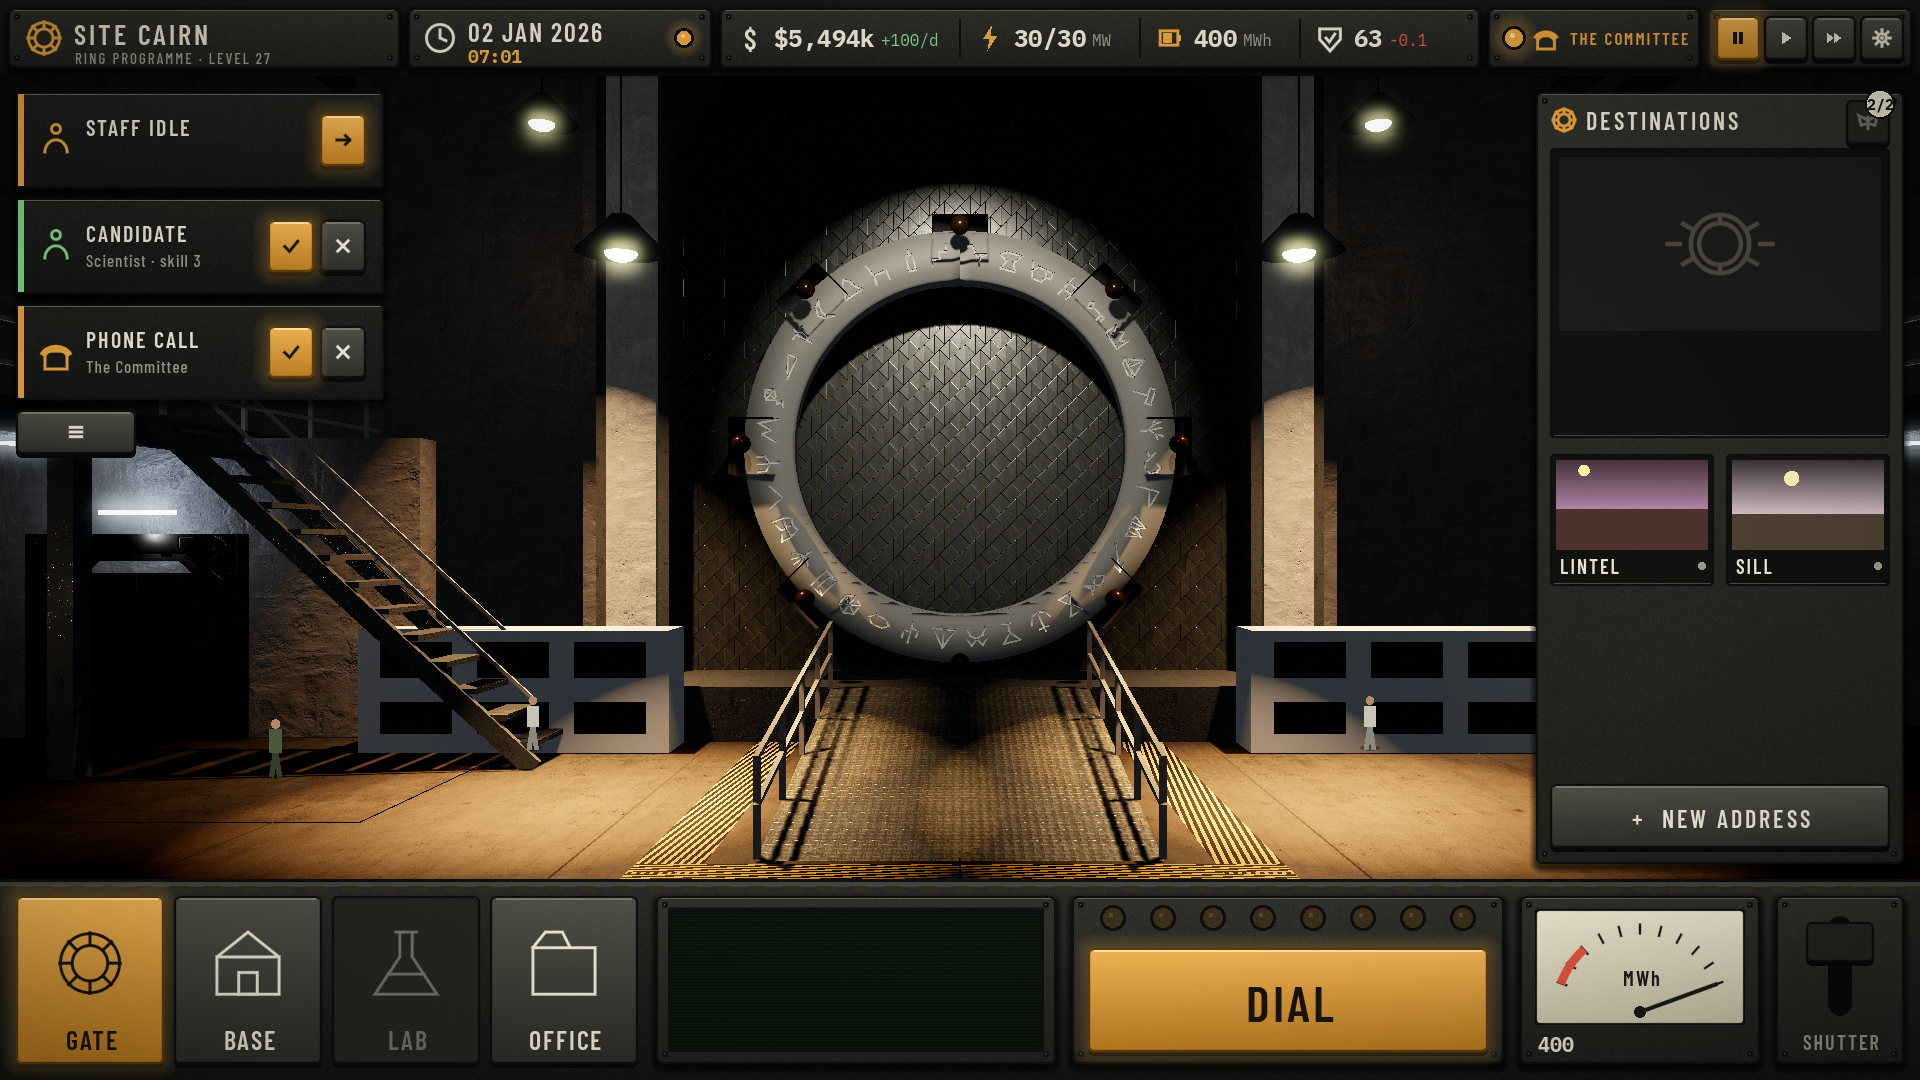 SITE CAIRN
RING PROGRAMME · LEVEL 27
02 JAN 2026
07:01
$ $5,494k +100/d
30/30 MW
400 MWh
63 -0.1
THE COMMITTEE
STAFF IDLE
CANDIDATE
Scientist · skill 3
PHONE CALL
The Committee
DESTINATIONS
2/2
LINTEL
SILL
+ NEW ADDRESS
GATE
BASE
LAB
OFFICE
DIAL
MWh
400
SHUTTER